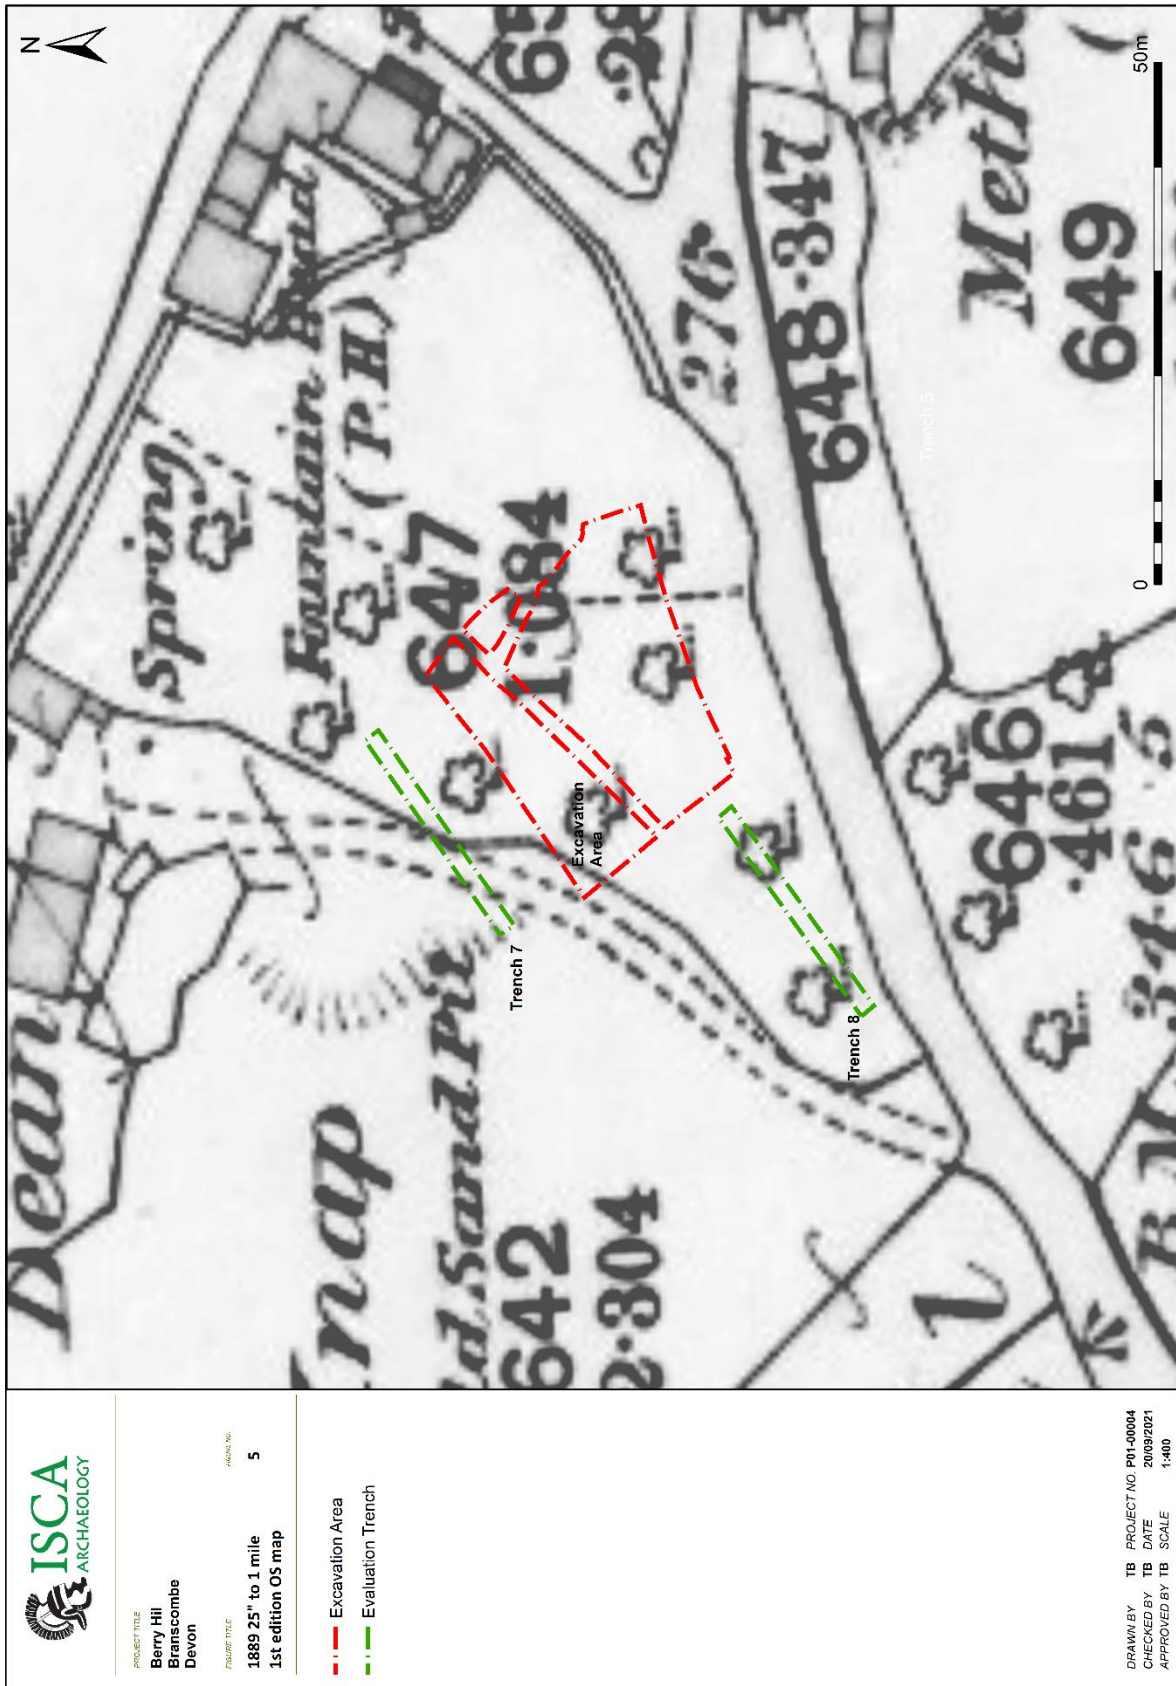 ISCA
ARCHAEOLOGY
PROJECT TITLE
Berry Hil
Branscombe
Devon
FIGURE TITLE
FIGURE NO.
1889 25" to 1 mile
1st edition OS map
5
Excavation Area
Evaluation Trench
DRAWN BY TB PROJECT NO. P01-00004
CHECKED BY TB DATE 20/09/2021
APPROVED BY TB SCALE 1:400
N
Dean
Spring
Fountain Head
(P.H)
nap
647
1·084
d Sand Pit
Trench 7
642
2·304
Excavation
Area
276
Trench 8
648·347
Trench 5
646
·461
649
0
50m